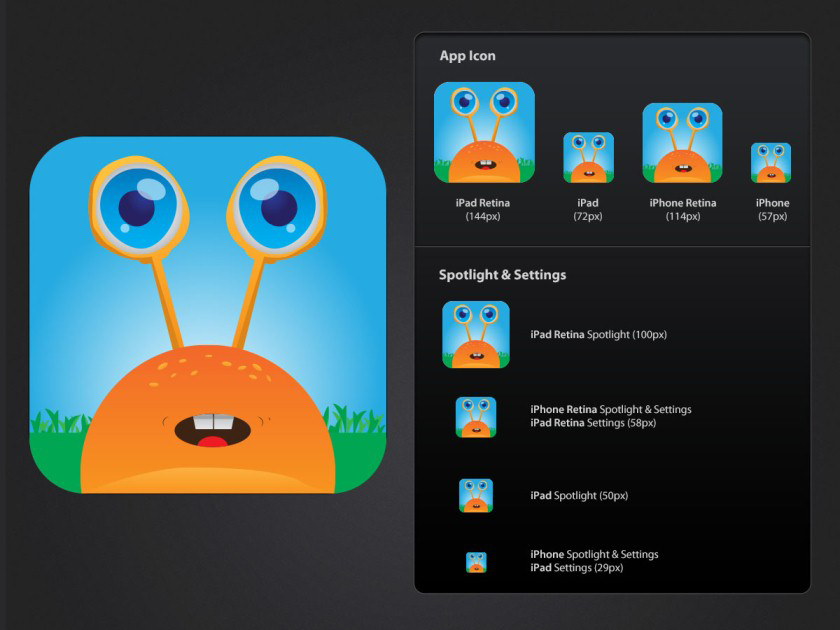 App Icon
iPad Retina
(144px)
iPad
(72px)
iPhone Retina
(114px)
iPhone
(57px)
Spotlight & Settings
iPad Retina Spotlight (100px)
iPhone Retina Spotlight & Settings
iPad Retina Settings (58px)
iPad Spotlight (50px)
iPhone Spotlight & Settings
iPad Settings (29px)